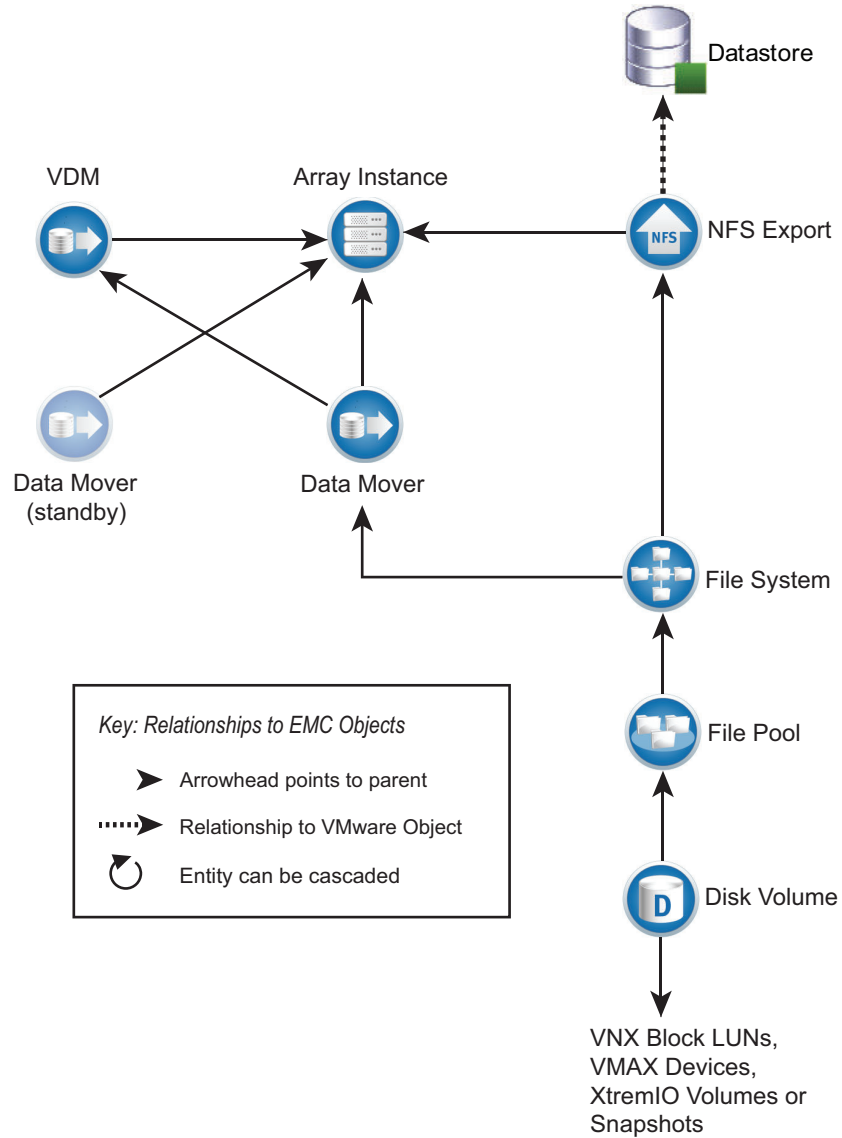 Datastore
VDM
Array Instance
NFS
NFS Export
Data Mover
(standby)
Data Mover
File System
Key: Relationships to EMC Objects
Arrowhead points to parent
Relationship to VMware Object
Entity can be cascaded
File Pool
D
Disk Volume
VNX Block LUNs,
VMAX Devices,
XtremIO Volumes or
Snapshots